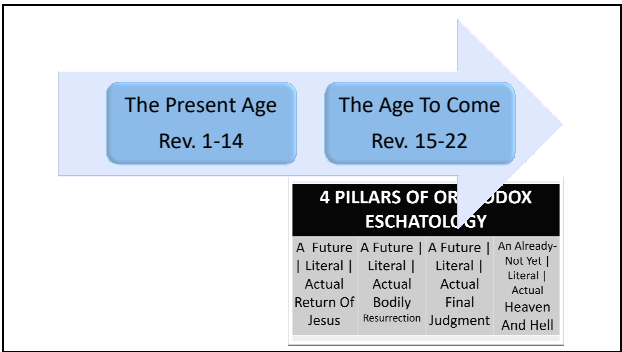 The Present Age
Rev. 1-14
The Age To Come
Rev. 15-22
4 PILLARS OF ORTHODOX
ESCHATOLOGY
A Future
| Literal |
Actual
Return Of
Jesus
A Future |
Literal |
Actual
Bodily
Resurrection
A Future |
Literal |
Actual
Final
Judgment
An Already-
Not Yet |
Literal |
Actual
Heaven
And Hell